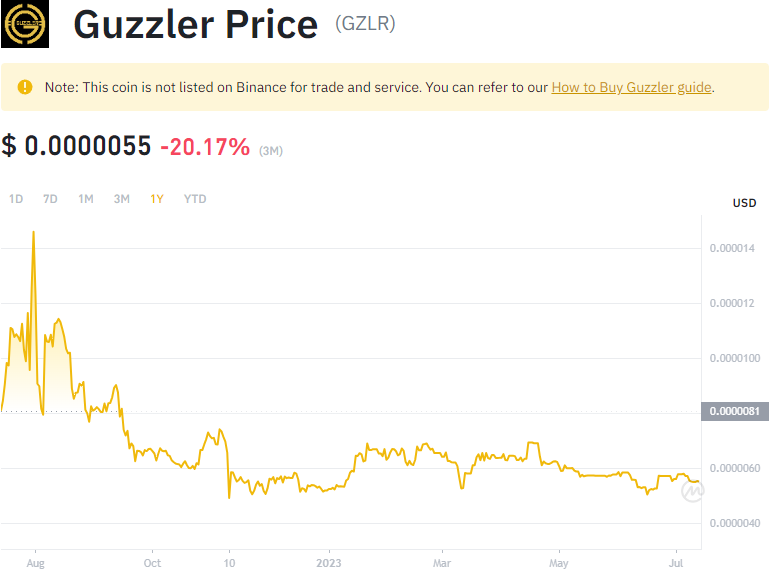 GUZZLER
Guzzler Price (GZLR)
Note: This coin is not listed on Binance for trade and service. You can refer to our How to Buy Guzzler guide.
$ 0.0000055 -20.17% (3M)
1D 7D 1M 3M 1Y YTD
USD
0.000014
0.000012
0.0000100
0.0000081
0.0000060
0.0000040
Aug Oct 10 2023 Mar May Jul